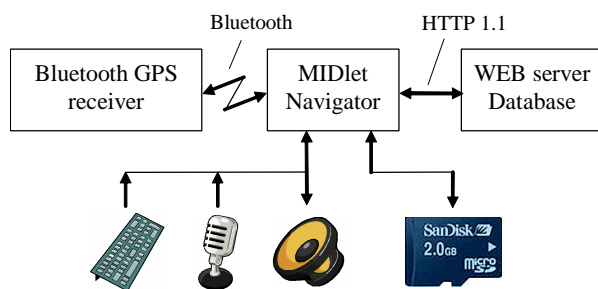 Bluetooth
HTTP 1.1
Bluetooth GPS
receiver
MIDlet
Navigator
WEB server
Database
SanDisk
2.0GB
micro
SD